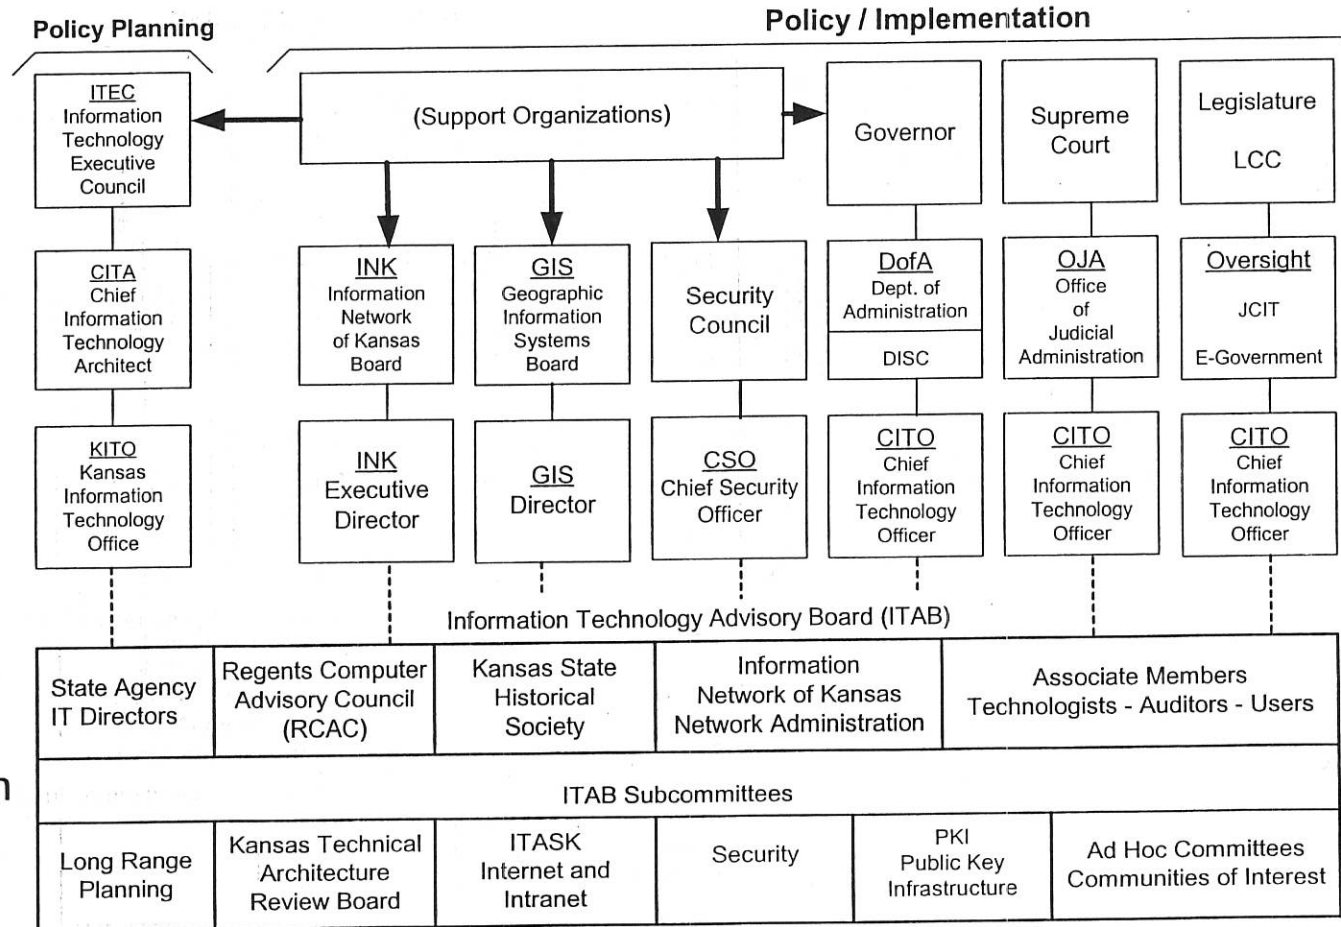 Policy Planning
Policy / Implementation
ITEC
Information
Technology
Executive
Council
(Support Organizations)
Governor
Supreme
Court
Legislature
LCC
CITA
Chief
Information
Technology
Architect
INK
Information
Network
of Kansas
Board
GIS
Geographic
Information
Systems
Board
Security
Council
DofA
Dept. of
Administration
DISC
OJA
Office
of
Judicial
Administration
Oversight
JCIT
E-Government
KITO
Kansas
Information
Technology
Office
INK
Executive
Director
GIS
Director
CSO
Chief Security
Officer
CITO
Chief
Information
Technology
Officer
CITO
Chief
Information
Technology
Officer
CITO
Chief
Information
Technology
Officer
Information Technology Advisory Board (ITAB)
State Agency
IT Directors
Regents Computer
Advisory Council
(RCAC)
Kansas State
Historical
Society
Information
Network of Kansas
Network Administration
Associate Members
Technologists - Auditors - Users
n
ITAB Subcommittees
Long Range
Planning
Kansas Technical
Architecture
Review Board
ITASK
Internet and
Intranet
Security
PKI
Public Key
Infrastructure
Ad Hoc Committees
Communities of Interest